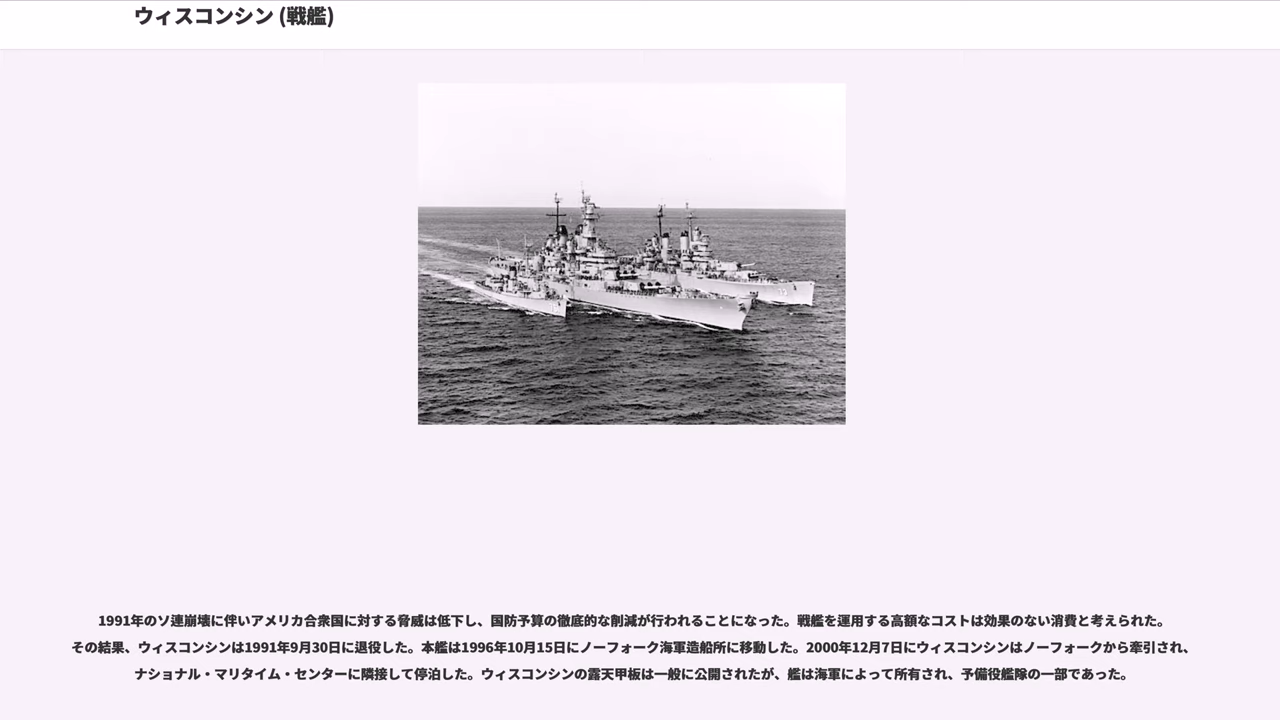 ウィスコンシン (戦艦)
1991年のソ連崩壊に伴いアメリカ合衆国に対する脅威は低下し、国防予算の徹底的な削減が行われることになった。戦艦を運用する高額なコストは効果のない消費と考えられた。
その結果、ウィスコンシンは1991年9月30日に退役した。本艦は1996年10月15日にノーフォーク海軍造船所に移動した。2000年12月7日にウィスコンシンはノーフォークから牽引され、
ナショナル・マリタイム・センターに隣接して停泊した。ウィスコンシンの露天甲板は一般に公開されたが、艦は海軍によって所有され、予備役艦隊の一部であった。